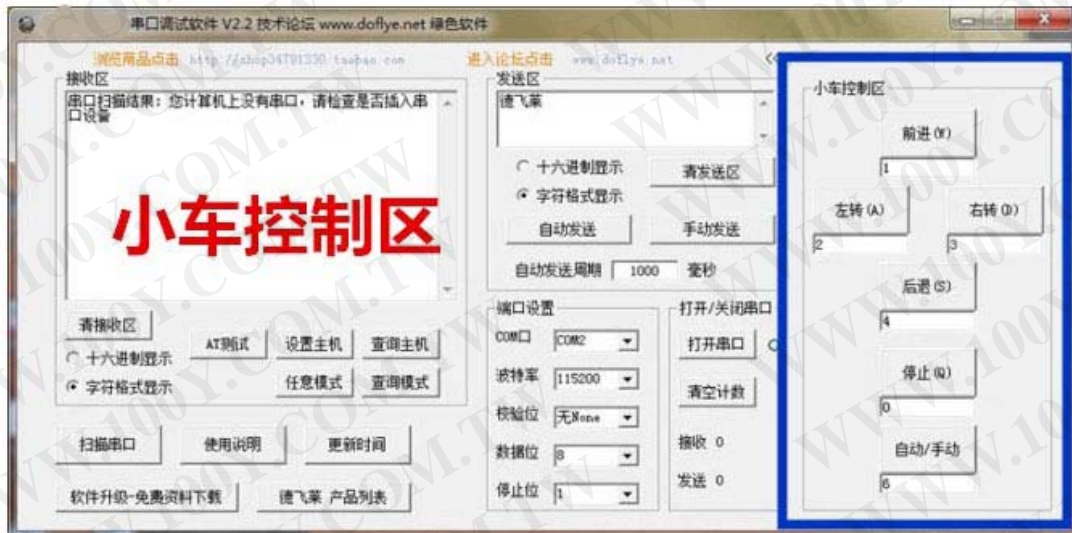 串口调试软件 V2.2 技术论坛 www.doflye.net 绿色软件
浏览商品点击 http://shop34791330.taobao.com
进入论坛点击 www.doflye.net
接收区
串口扫描结果：您计算机上没有串口，请检查是否插入串
口设备
小车控制区
清接收区
十六进制显示
字符格式显示
AT测试
设置主机
查询主机
任意模式
查询模式
扫描串口
使用说明
更新时间
软件升级-免费资料下载
德飞莱 产品列表
发送区
德飞莱
十六进制显示
字符格式显示
清发送区
自动发送
手动发送
自动发送周期 1000 毫秒
端口设置
COM口 COM2
波特率 115200
校验位 无None
数据位 8
停止位 1
打开/关闭串口
打开串口
清空计数
接收 0
发送 0
小车控制区
前进(W)
1
左转(A)
右转(D)
2
3
后退(S)
4
停止(Q)
0
自动/手动
6
WWW.100Y.COM.TW